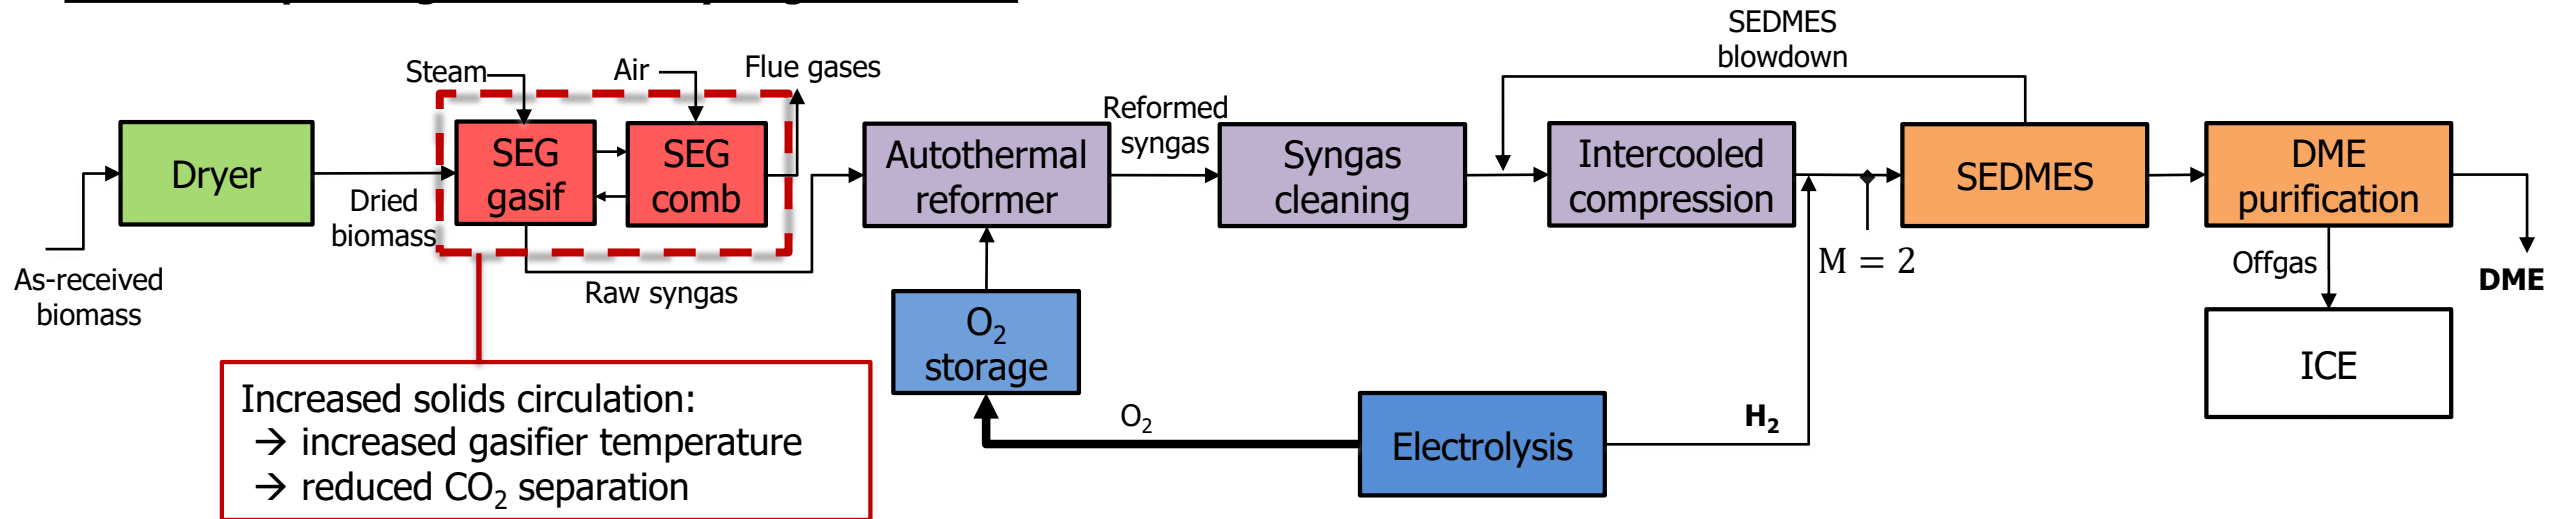 SEDMES
blowdown
Steam
Air
Flue gases
Dryer
SEG
gasif
SEG
comb
Autothermal
reformer
Reformed
syngas
Syngas
cleaning
Intercooled
compression
SEDMES
DME
purification
Dried
biomass
As-received
biomass
Raw syngas
M = 2
Offgas
DME
O₂
storage
ICE
Increased solids circulation:
→ increased gasifier temperature
→ reduced CO₂ separation
O₂
Electrolysis
H₂